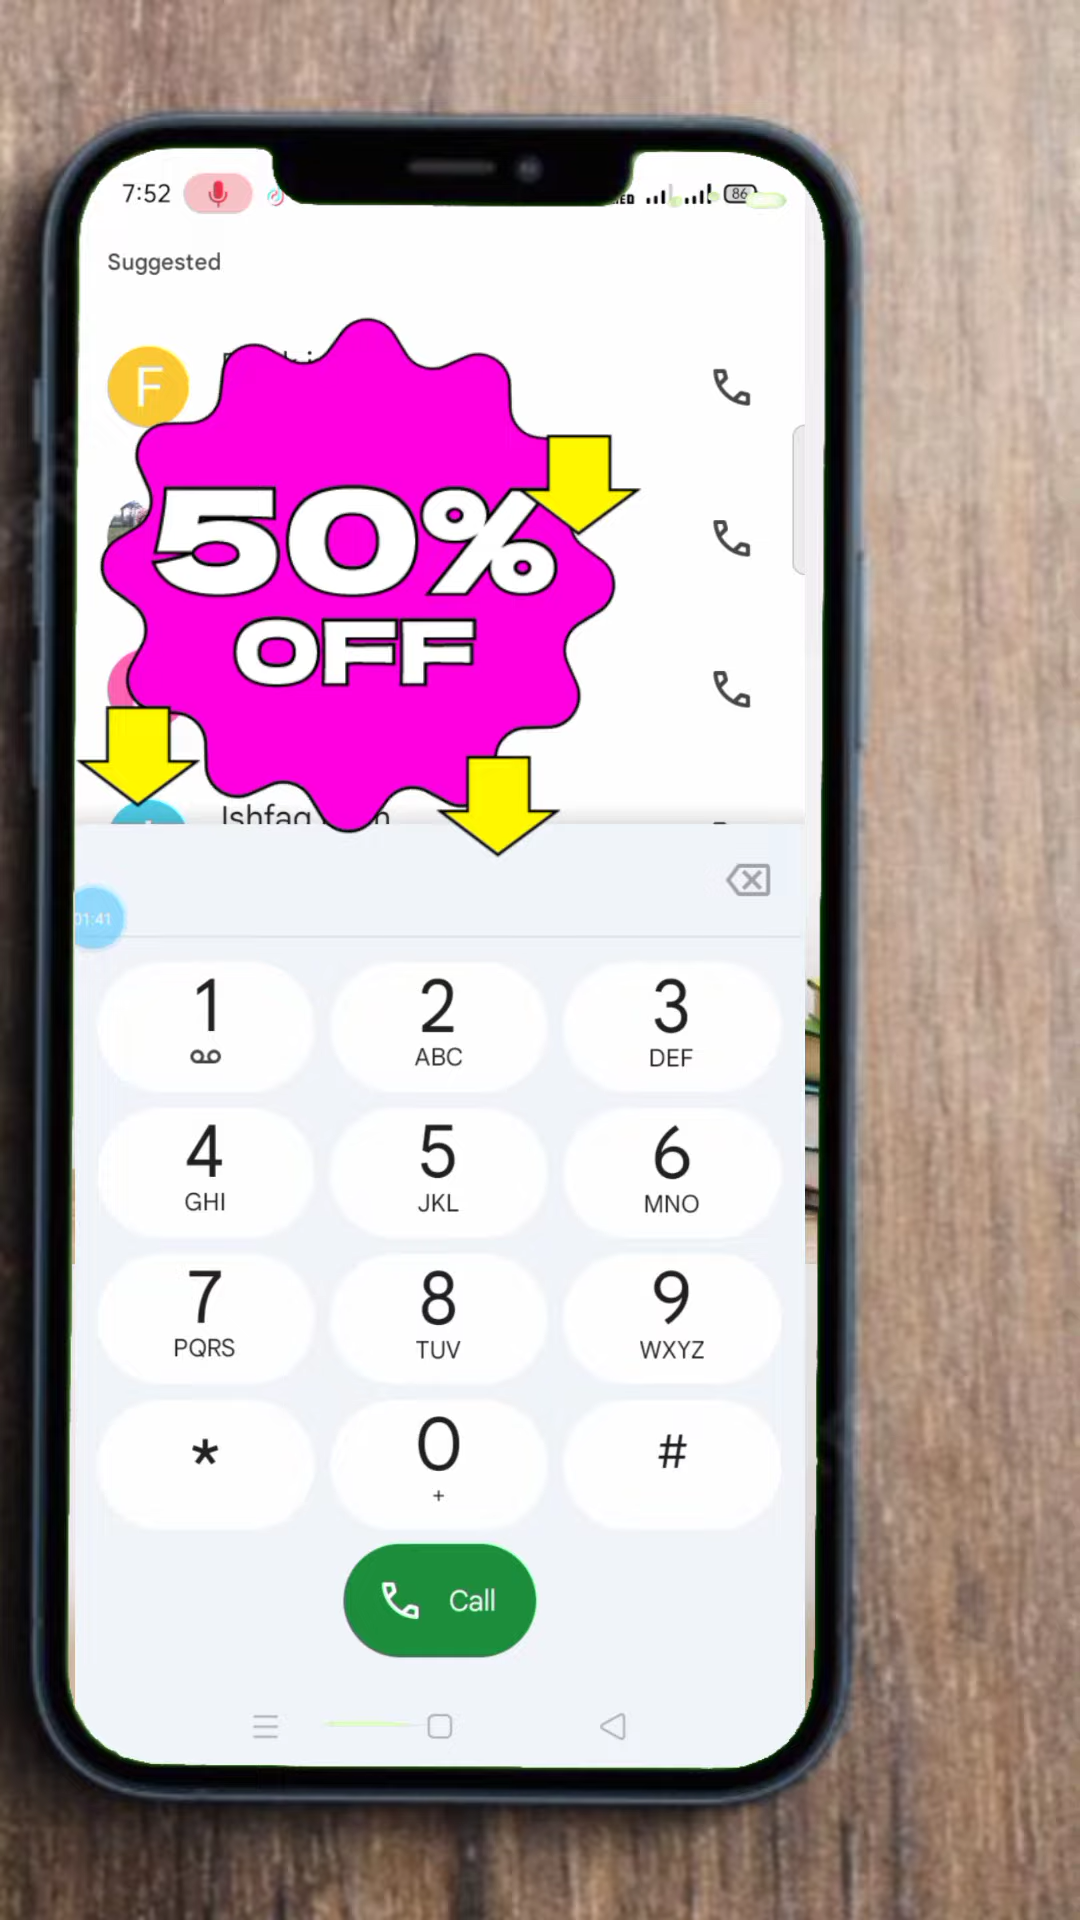 7:52
86
Suggested
F
50%
OFF
Ishfaq
01:41
1
2
ABC
3
DEF
4
GHI
5
JKL
6
MNO
7
PQRS
8
TUV
9
WXYZ
*
0
+
#
Call